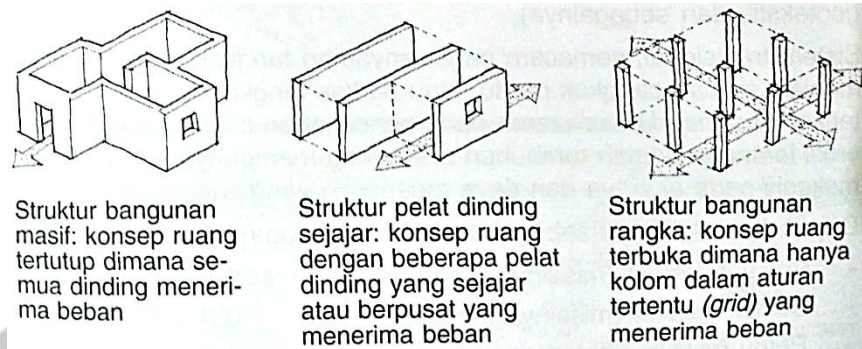 Struktur bangunan
masif: konsep ruang
tertutup dimana se-
mua dinding meneri-
ma beban
Struktur pelat dinding
sejajar: konsep ruang
dengan beberapa pelat
dinding yang sejajar
atau berpusat yang
menerima beban
Struktur bangunan
rangka: konsep ruang
terbuka dimana hanya
kolom dalam aturan
tertentu (grid) yang
menerima beban